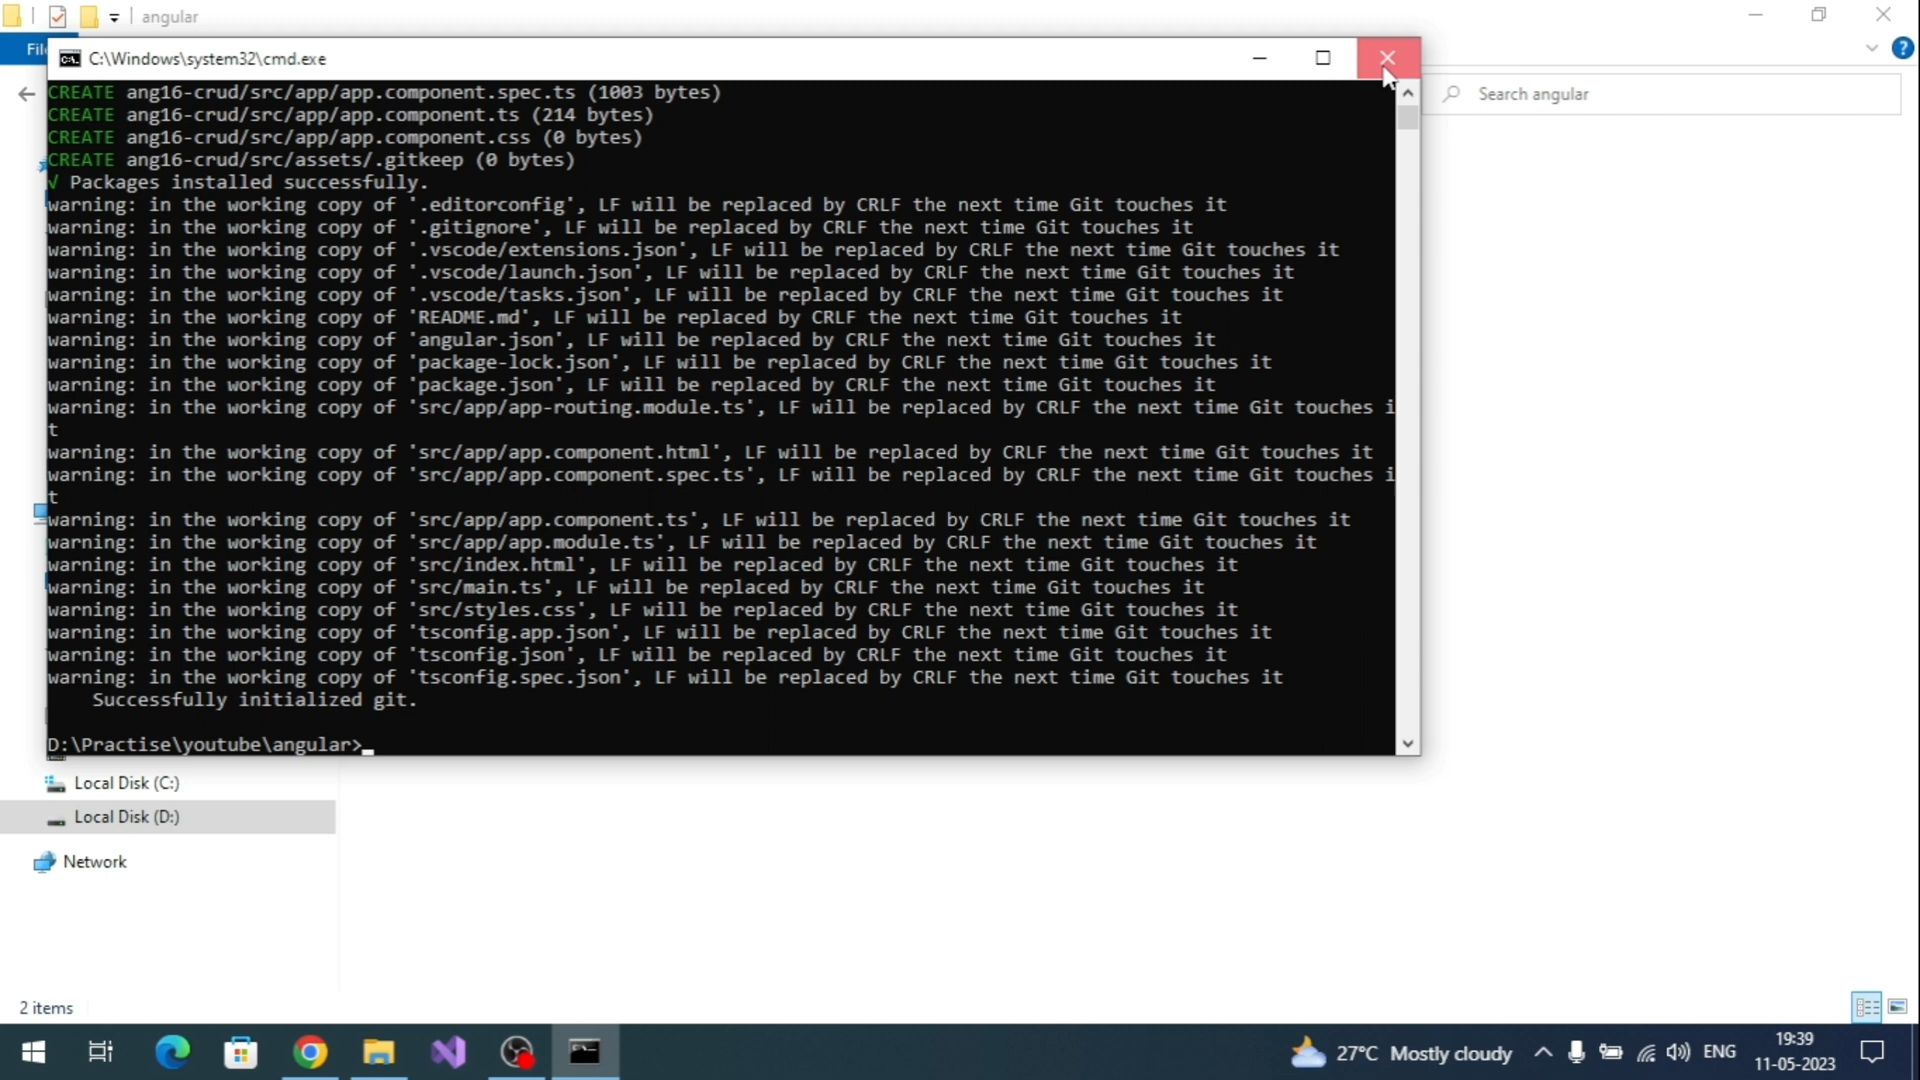 angular
File
C:\Windows\system32\cmd.exe
Search angular
CREATE ang16-crud/src/app/app.component.spec.ts (1003 bytes)
CREATE ang16-crud/src/app/app.component.ts (214 bytes)
CREATE ang16-crud/src/app/app.component.css (0 bytes)
CREATE ang16-crud/src/assets/.gitkeep (0 bytes)
√ Packages installed successfully.
warning: in the working copy of '.editorconfig', LF will be replaced by CRLF the next time Git touches it
warning: in the working copy of '.gitignore', LF will be replaced by CRLF the next time Git touches it
warning: in the working copy of '.vscode/extensions.json', LF will be replaced by CRLF the next time Git touches it
warning: in the working copy of '.vscode/launch.json', LF will be replaced by CRLF the next time Git touches it
warning: in the working copy of '.vscode/tasks.json', LF will be replaced by CRLF the next time Git touches it
warning: in the working copy of 'README.md', LF will be replaced by CRLF the next time Git touches it
warning: in the working copy of 'angular.json', LF will be replaced by CRLF the next time Git touches it
warning: in the working copy of 'package-lock.json', LF will be replaced by CRLF the next time Git touches it
warning: in the working copy of 'package.json', LF will be replaced by CRLF the next time Git touches it
warning: in the working copy of 'src/app/app-routing.module.ts', LF will be replaced by CRLF the next time Git touches i
t
warning: in the working copy of 'src/app/app.component.html', LF will be replaced by CRLF the next time Git touches it
warning: in the working copy of 'src/app/app.component.spec.ts', LF will be replaced by CRLF the next time Git touches i
t
warning: in the working copy of 'src/app/app.component.ts', LF will be replaced by CRLF the next time Git touches it
warning: in the working copy of 'src/app/app.module.ts', LF will be replaced by CRLF the next time Git touches it
warning: in the working copy of 'src/index.html', LF will be replaced by CRLF the next time Git touches it
warning: in the working copy of 'src/main.ts', LF will be replaced by CRLF the next time Git touches it
warning: in the working copy of 'src/styles.css', LF will be replaced by CRLF the next time Git touches it
warning: in the working copy of 'tsconfig.app.json', LF will be replaced by CRLF the next time Git touches it
warning: in the working copy of 'tsconfig.json', LF will be replaced by CRLF the next time Git touches it
warning: in the working copy of 'tsconfig.spec.json', LF will be replaced by CRLF the next time Git touches it
Successfully initialized git.
D:\Practise\youtube\angular>
Local Disk (C:)
Local Disk (D:)
Network
2 items
27°C Mostly cloudy
ENG
19:39
11-05-2023